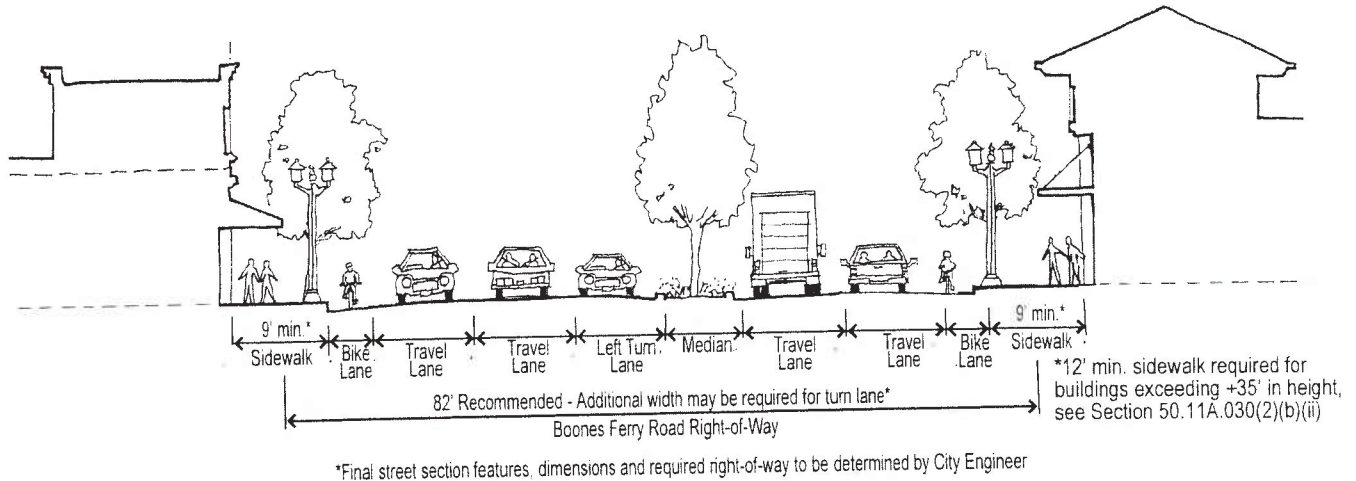 9' min.*
Sidewalk
Bike
Lane
Travel
Lane
Travel
Lane
Left Turn
Lane
Median
Travel
Lane
Travel
Lane
Bike
Lane
9' min.*
Sidewalk
*12' min. sidewalk required for
buildings exceeding +35' in height,
see Section 50.11A.030(2)(b)(ii)
82' Recommended - Additional width may be required for turn lane*
Boones Ferry Road Right-of-Way
*Final street section features, dimensions and required right-of-way to be determined by City Engineer